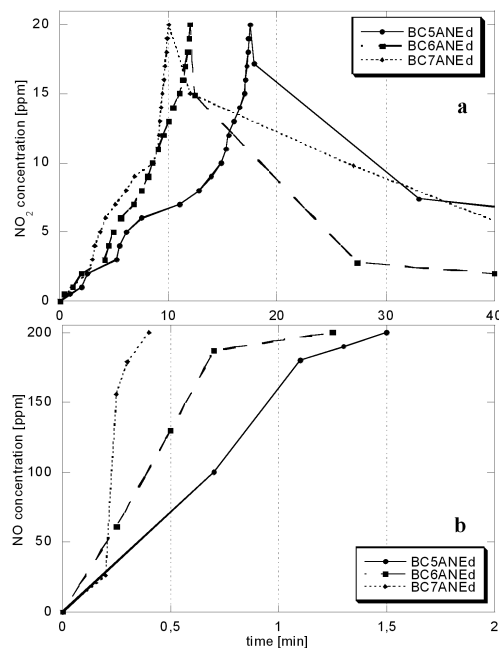 20
15
10
5
0
NO₂ concentration [ppm]
BC5ANEd
BC6ANEd
BC7ANEd
a
0 10 20 30 40
200
150
100
50
0
NO concentration [ppm]
b
BC5ANEd
BC6ANEd
BC7ANEd
0 0,5 1 1,5 2
time [min]